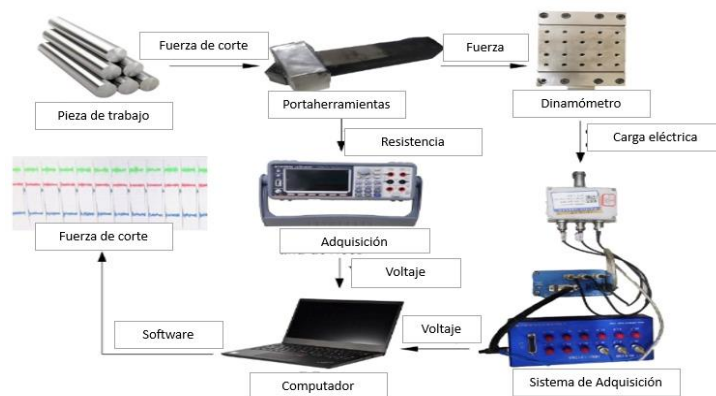 Fuerza de corte
Fuerza
Pieza de trabajo
Portaherramientas
Dinamómetro
Resistencia
Carga eléctrica
Fuerza de corte
Adquisición
Voltaje
Software
Voltaje
Computador
Sistema de Adquisición